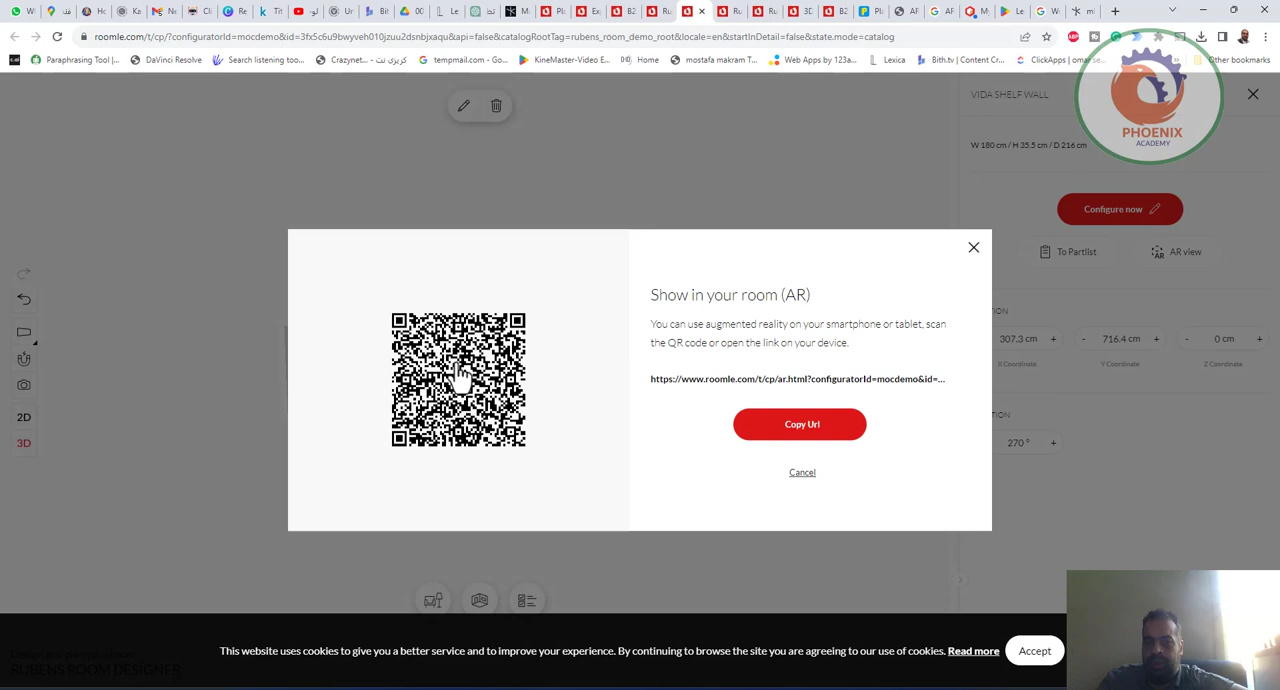 roomle.com/t/cp/?configuratorId=mocdemo&id=3fx5c6u9bwyveh010jzuu2dsnbjxaqu&api=false&catalogRootTag=rubens_room_demo_root&locale=en&startInDetail=false&state.mode=catalog
Paraphrasing Tool |...
DaVinci Resolve
Search listening too...
Crazynet... - كريزى نت
tempmail.com - Go...
KineMaster-Video E...
Home
mostafa makram T...
Web Apps by 123a...
Lexica
Bith.tv | Content Cr...
ClickApps | omar se...
Other bookmarks
VIDA SHELF WALL
PHOENIX
ACADEMY
W 180 cm / H 35.5 cm / D 216 cm
Configure now
To Partlist
AR
AR view
Show in your room (AR)
You can use augmented reality on your smartphone or tablet, scan
the QR code or open the link on your device.
https://www.roomle.com/t/cp/ar.html?configuratorId=mocdemo&id=...
Copy Url
Cancel
307.3 cm +
- 716.4 cm +
- 0 cm +
X Coordinate
Y Coordinate
Z Coordinate
270 ° +
2D
3D
This website uses cookies to give you a better service and to improve your experience. By continuing to browse the site you are agreeing to our use of cookies. Read more
Accept
RUBENS ROOM DESIGNER